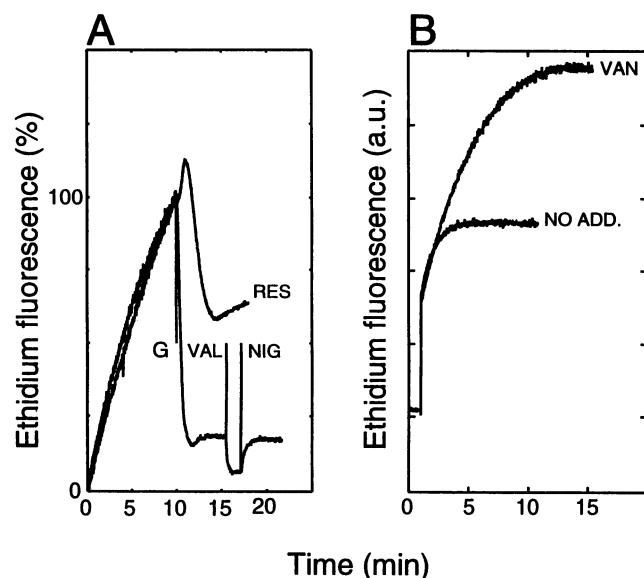 A
Ethidium fluorescence (%)
100
0
RES
G VAL NIG
0 5 10 15 20
B
Ethidium fluorescence (a.u.)
VAN
NO ADD.
0 5 10 15
Time (min)